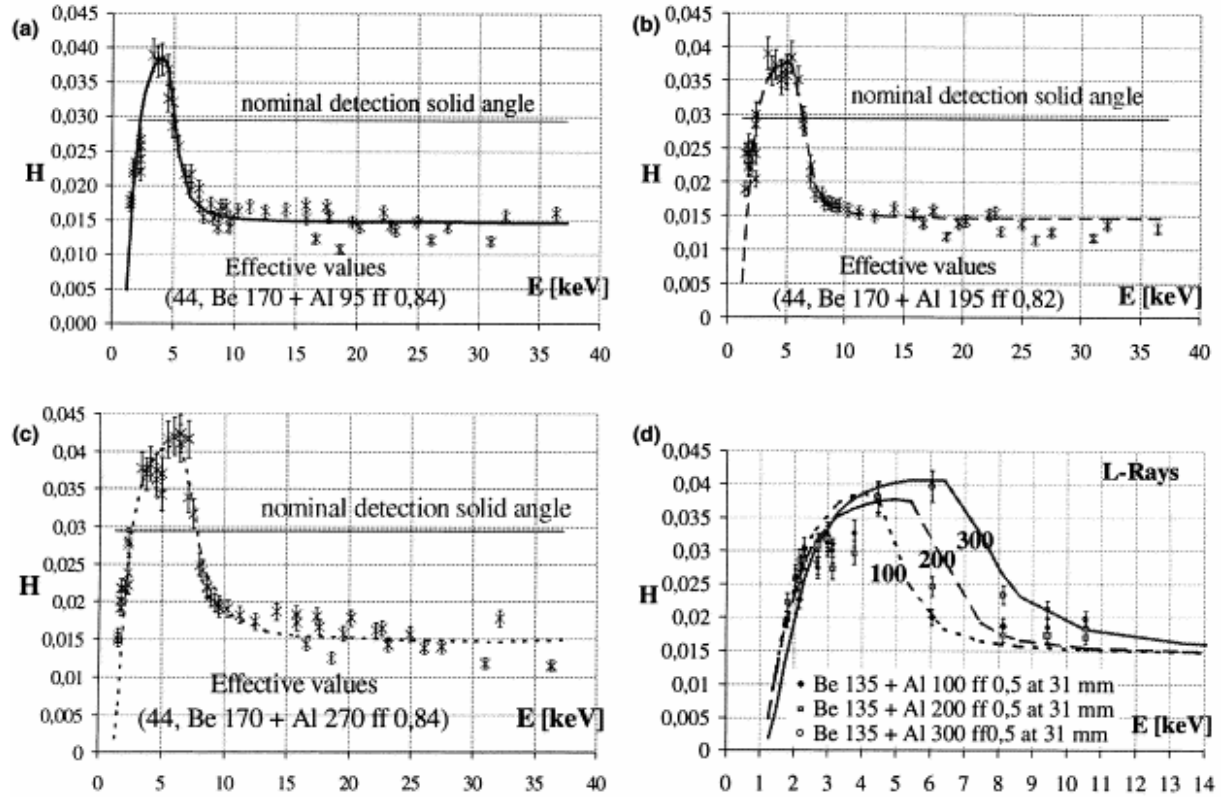 (a)
0,045
0,040
0,035
0,030
0,025
0,020
0,015
0,010
0,005
0,000
H
nominal detection solid angle
Effective values
(44, Be 170 + Al 95 ff 0,84)
E [keV]
0 5 10 15 20 25 30 35 40
(b)
0,045
0,04
0,035
0,03
0,025
0,02
0,015
0,01
0,005
0
H
nominal detection solid angle
Effective values
(44, Be 170 + Al 195 ff 0,82)
E [keV]
0 5 10 15 20 25 30 35 40
(c)
0,045
0,04
0,035
0,03
0,025
0,02
0,015
0,01
0,005
0
H
nominal detection solid angle
Effective values
(44, Be 170 + Al 270 ff 0,84)
E [keV]
0 5 10 15 20 25 30 35 40
(d)
0,045
0,04
0,035
0,03
0,025
0,02
0,015
0,01
0,005
0
H
L-Rays
300
200
100
Be 135 + Al 100 ff 0,5 at 31 mm
Be 135 + Al 200 ff 0,5 at 31 mm
Be 135 + Al 300 ff0,5 at 31 mm
E [keV]
0 1 2 3 4 5 6 7 8 9 10 11 12 13 14